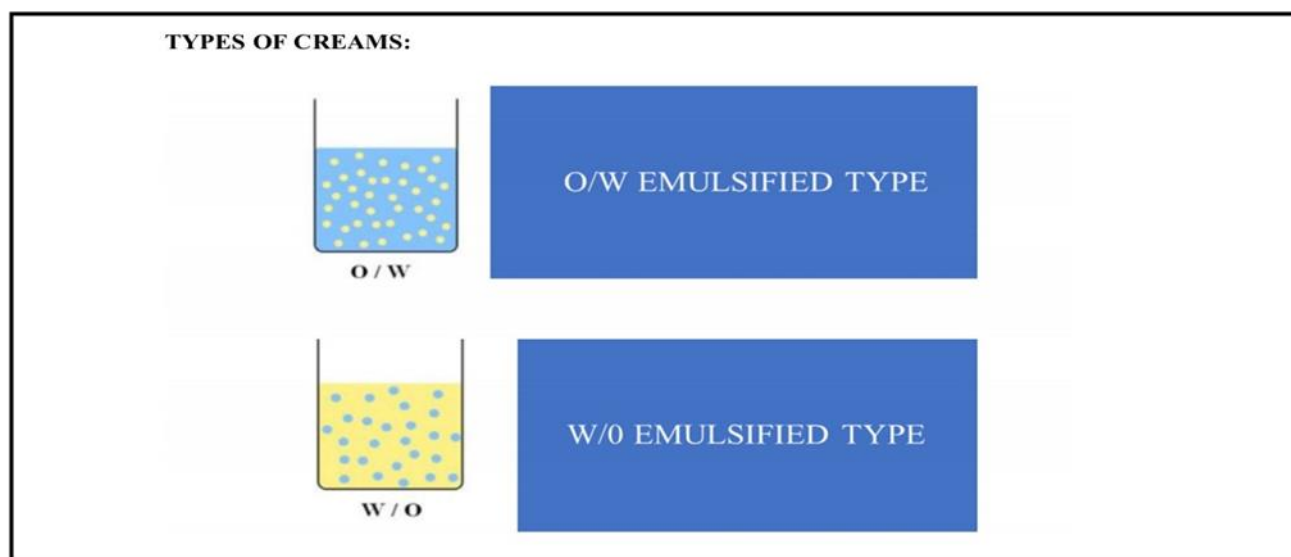 TYPES OF CREAMS:
O/W EMULSIFIED TYPE
O / W
W/0 EMULSIFIED TYPE
W / O